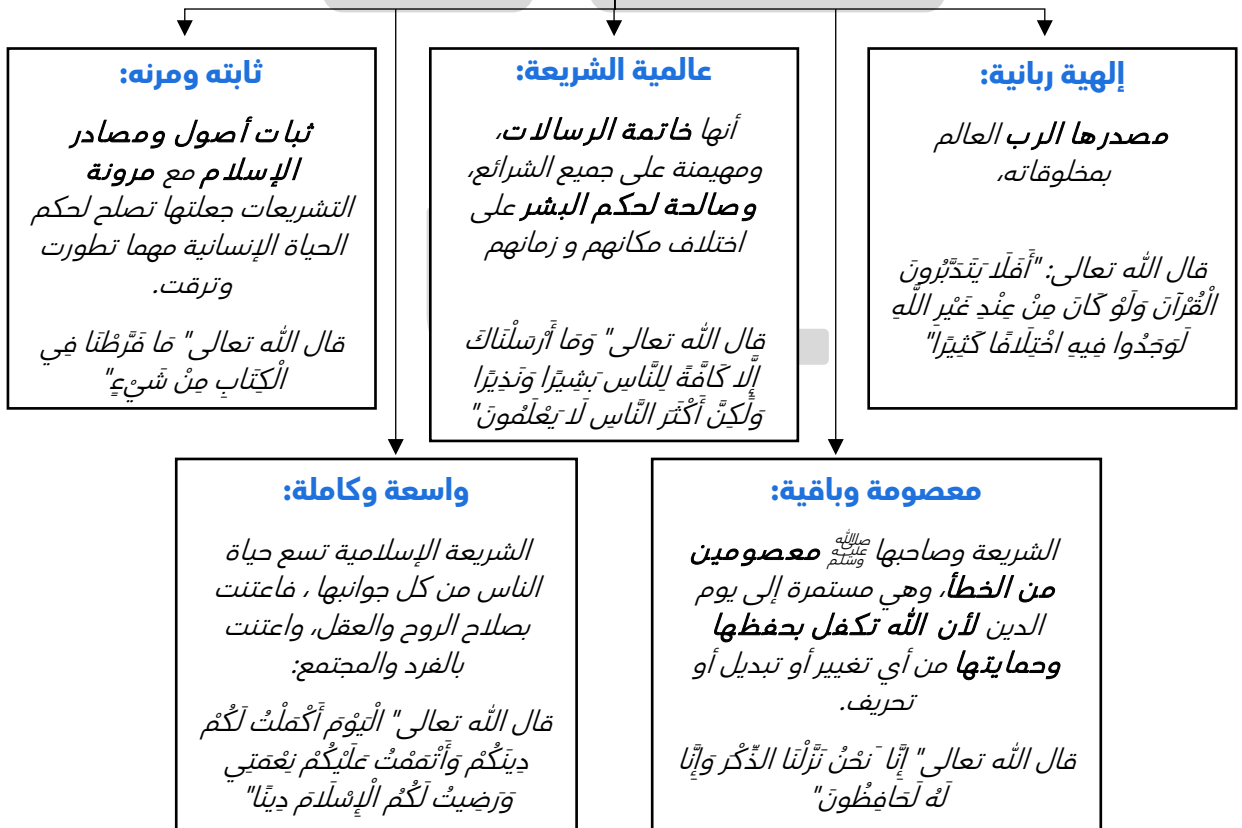 إلهية ربانية:
مصدرها الرب العالم
بمخلوقاته،
قال الله تعالى: "أَفَلَا يَتَدَبَّرُونَ
الْقُرْآنَ وَلَوْ كَانَ مِنْ عِنْدِ غَيْرِ اللَّهِ
لَوَجَدُوا فِيهِ اخْتِلَافًا كَثِيرًا"
عالمية الشريعة:
أنها خاتمة الرسالات،
ومهيمنة على جميع الشرائع،
وصالحة لحكم البشر على
اختلاف مكانهم و زمانهم
قال الله تعالى" وَمَا أَرْسَلْنَاكَ
إِلَّا كَافَّةً لِلنَّاسِ بَشِيرًا وَنَذِيرًا
وَلَكِنَّ أَكْثَرَ النَّاسِ لَا يَعْلَمُونَ"
ثابته ومرنه:
ثبات أصول ومصادر
الإسلام مع مرونة
التشريعات جعلتها تصلح لحكم
الحياة الإنسانية مهما تطورت
وترقت.
قال الله تعالى" مَا فَرَّطْنَا فِي
الْكِتَابِ مِنْ شَيْءٍ"
معصومة وباقية:
الشريعة وصاحبها ﷺ معصومين
من الخطأ، وهي مستمرة إلى يوم
الدين لأن الله تكفل بحفظها
وحمايتها من أي تغيير أو تبديل أو
تحريف.
قال الله تعالى" إِنَّا نَحْنُ نَزَّلْنَا الذِّكْرَ وَإِنَّا
لَهُ لَحَافِظُونَ"
واسعة وكاملة:
الشريعة الإسلامية تسع حياة
الناس من كل جوانبها ، فاعتنت
بصلاح الروح والعقل، واعتنت
بالفرد والمجتمع:
قال الله تعالى" الْيَوْمَ أَكْمَلْتُ لَكُمْ
دِينَكُمْ وَأَتْمَمْتُ عَلَيْكُمْ نِعْمَتِي
وَرَضِيتُ لَكُمُ الْإِسْلَامَ دِينًا"